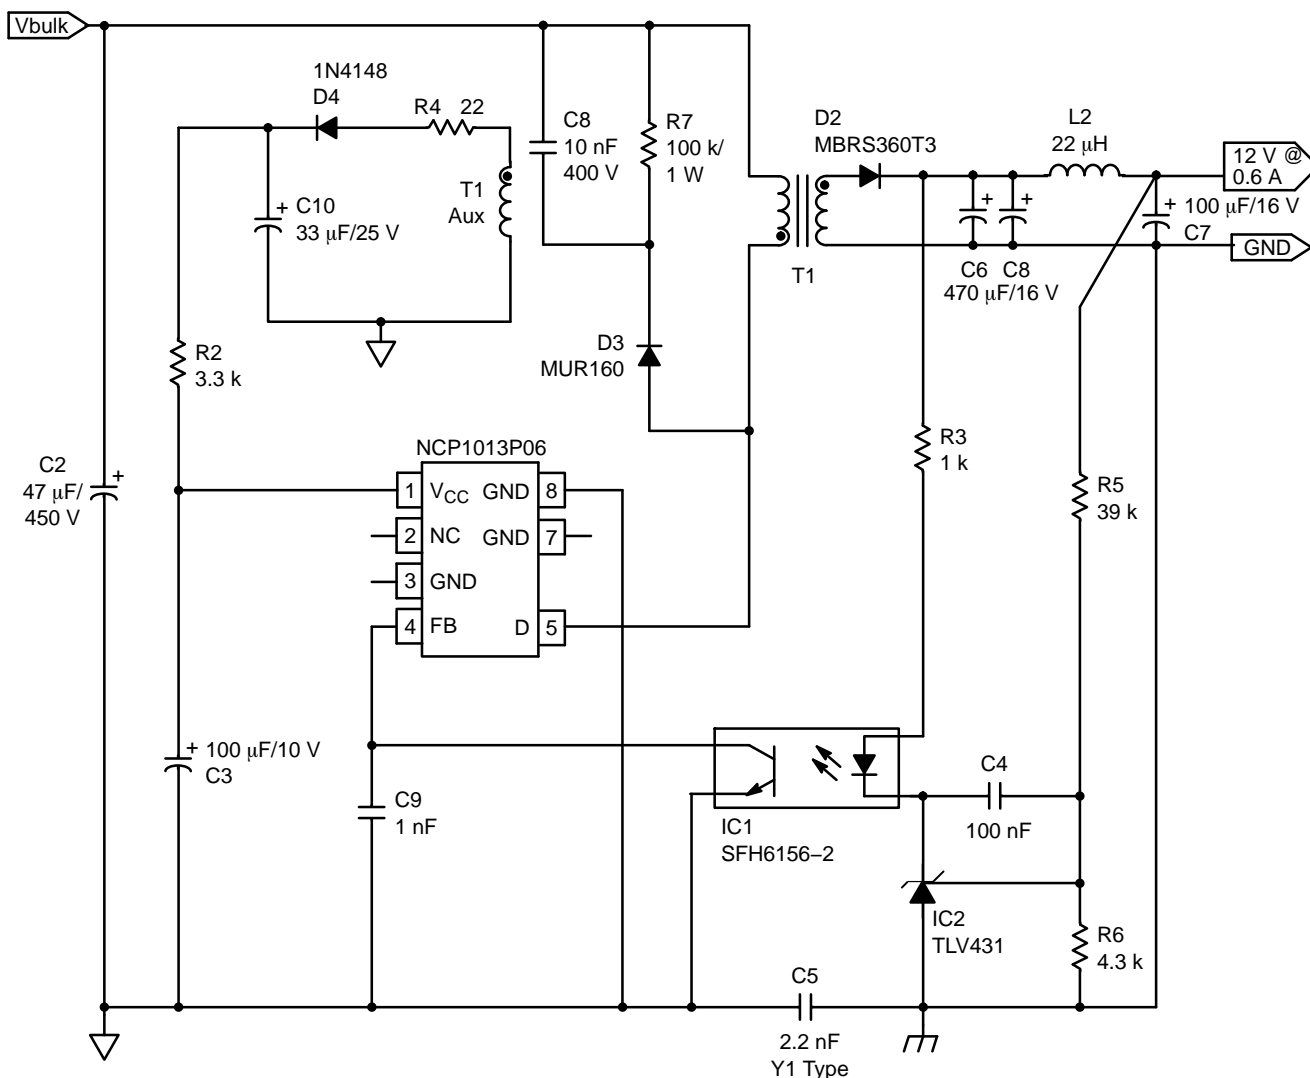 Vbulk
1N4148
D4
R4 22
C8
10 nF
400 V
R7
100 k/
1 W
D2
MBRS360T3
L2
22 μH
12 V @
0.6 A
T1
Aux
+ C10
33 μF/25 V
+
+
+
100 μF/16 V
C7
GND
T1
C6 C8
470 μF/16 V
R2
3.3 k
D3
MUR160
R3
1 k
C2
47 μF/
450 V
+
NCP1013P06
1 VCC GND 8
2 NC GND 7
3 GND
4 FB D 5
R5
39 k
+ 100 μF/10 V
C3
C9
1 nF
IC1
SFH6156–2
C4
100 nF
IC2
TLV431
R6
4.3 k
C5
2.2 nF
Y1 Type